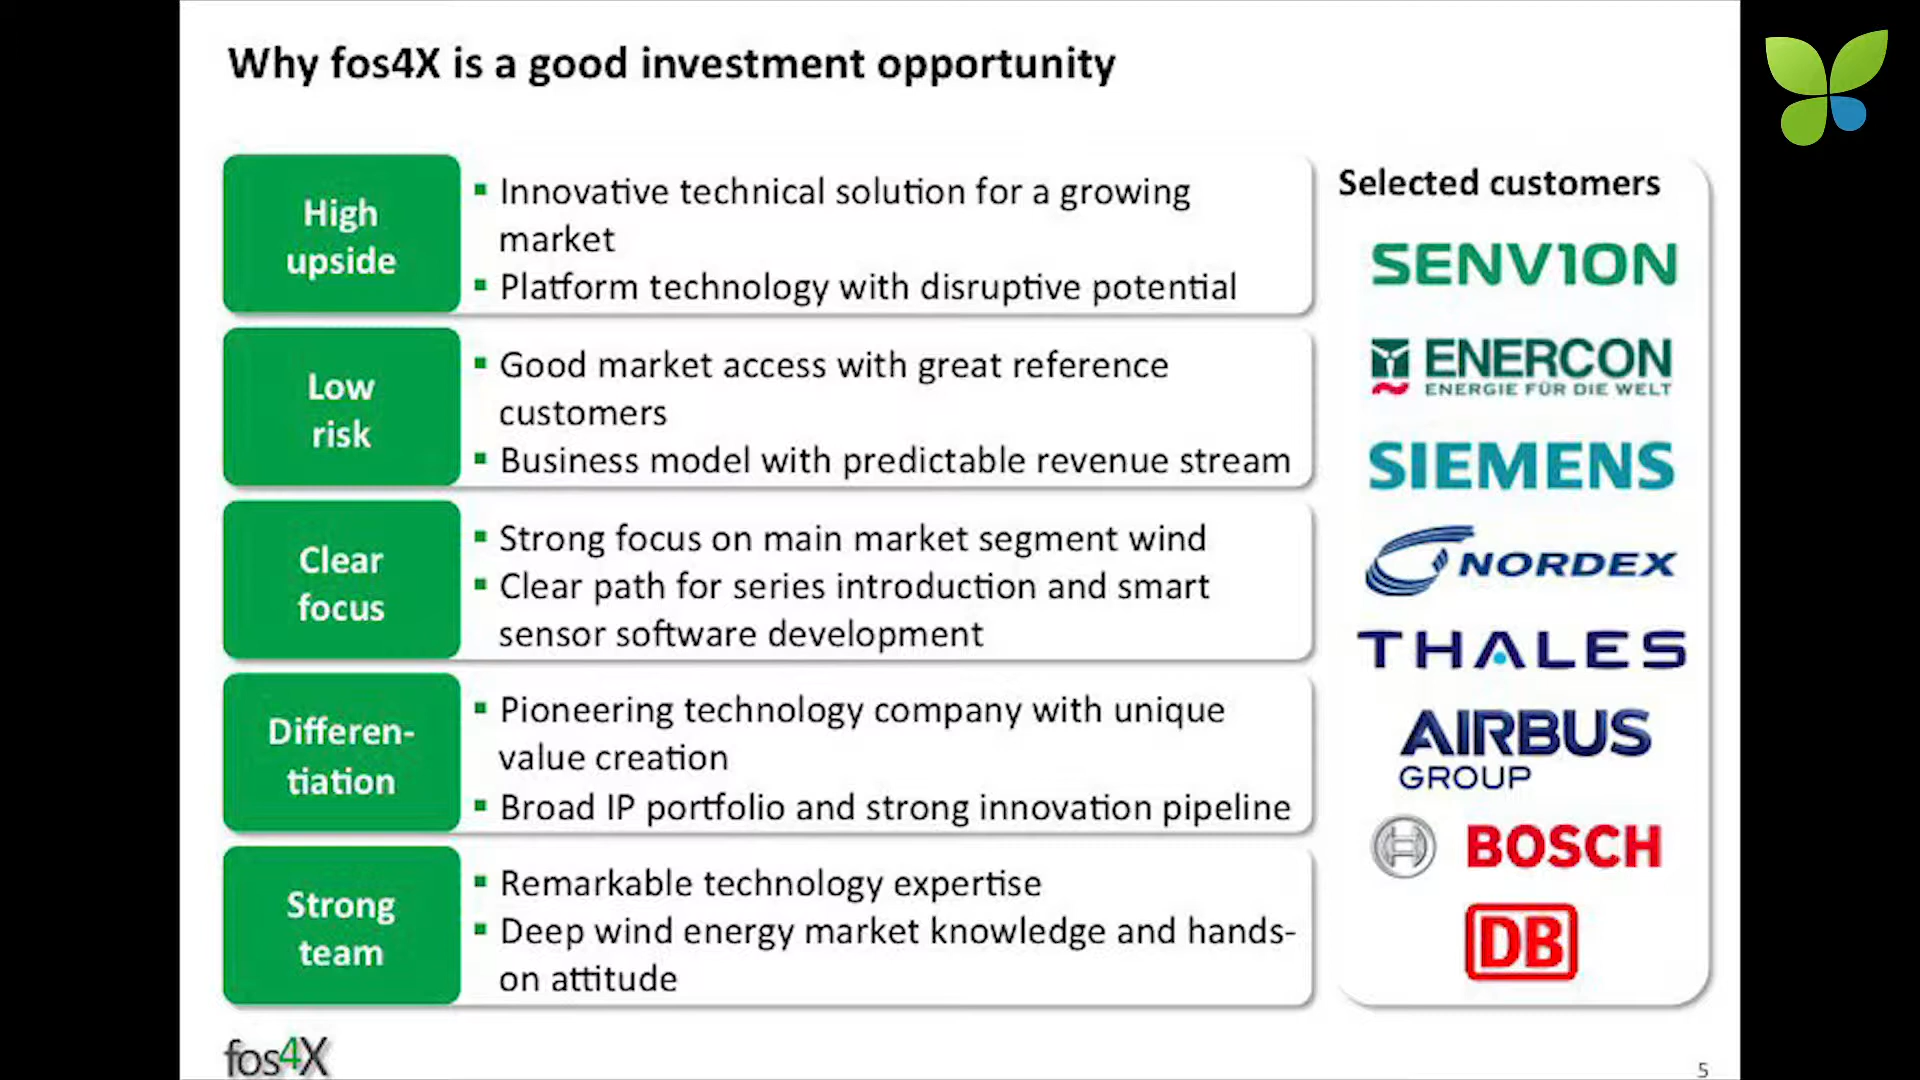 Why fos4X is a good investment opportunity
High
upside
▪ Innovative technical solution for a growing
market
▪ Platform technology with disruptive potential
Low
risk
▪ Good market access with great reference
customers
▪ Business model with predictable revenue stream
Clear
focus
▪ Strong focus on main market segment wind
▪ Clear path for series introduction and smart
sensor software development
Differen-
tiation
▪ Pioneering technology company with unique
value creation
▪ Broad IP portfolio and strong innovation pipeline
Strong
team
▪ Remarkable technology expertise
▪ Deep wind energy market knowledge and hands-
on attitude
Selected customers
SENVION
ENERCON
ENERGIE FÜR DIE WELT
SIEMENS
NORDEX
THALES
AIRBUS
GROUP
BOSCH
DB
fos4X
5